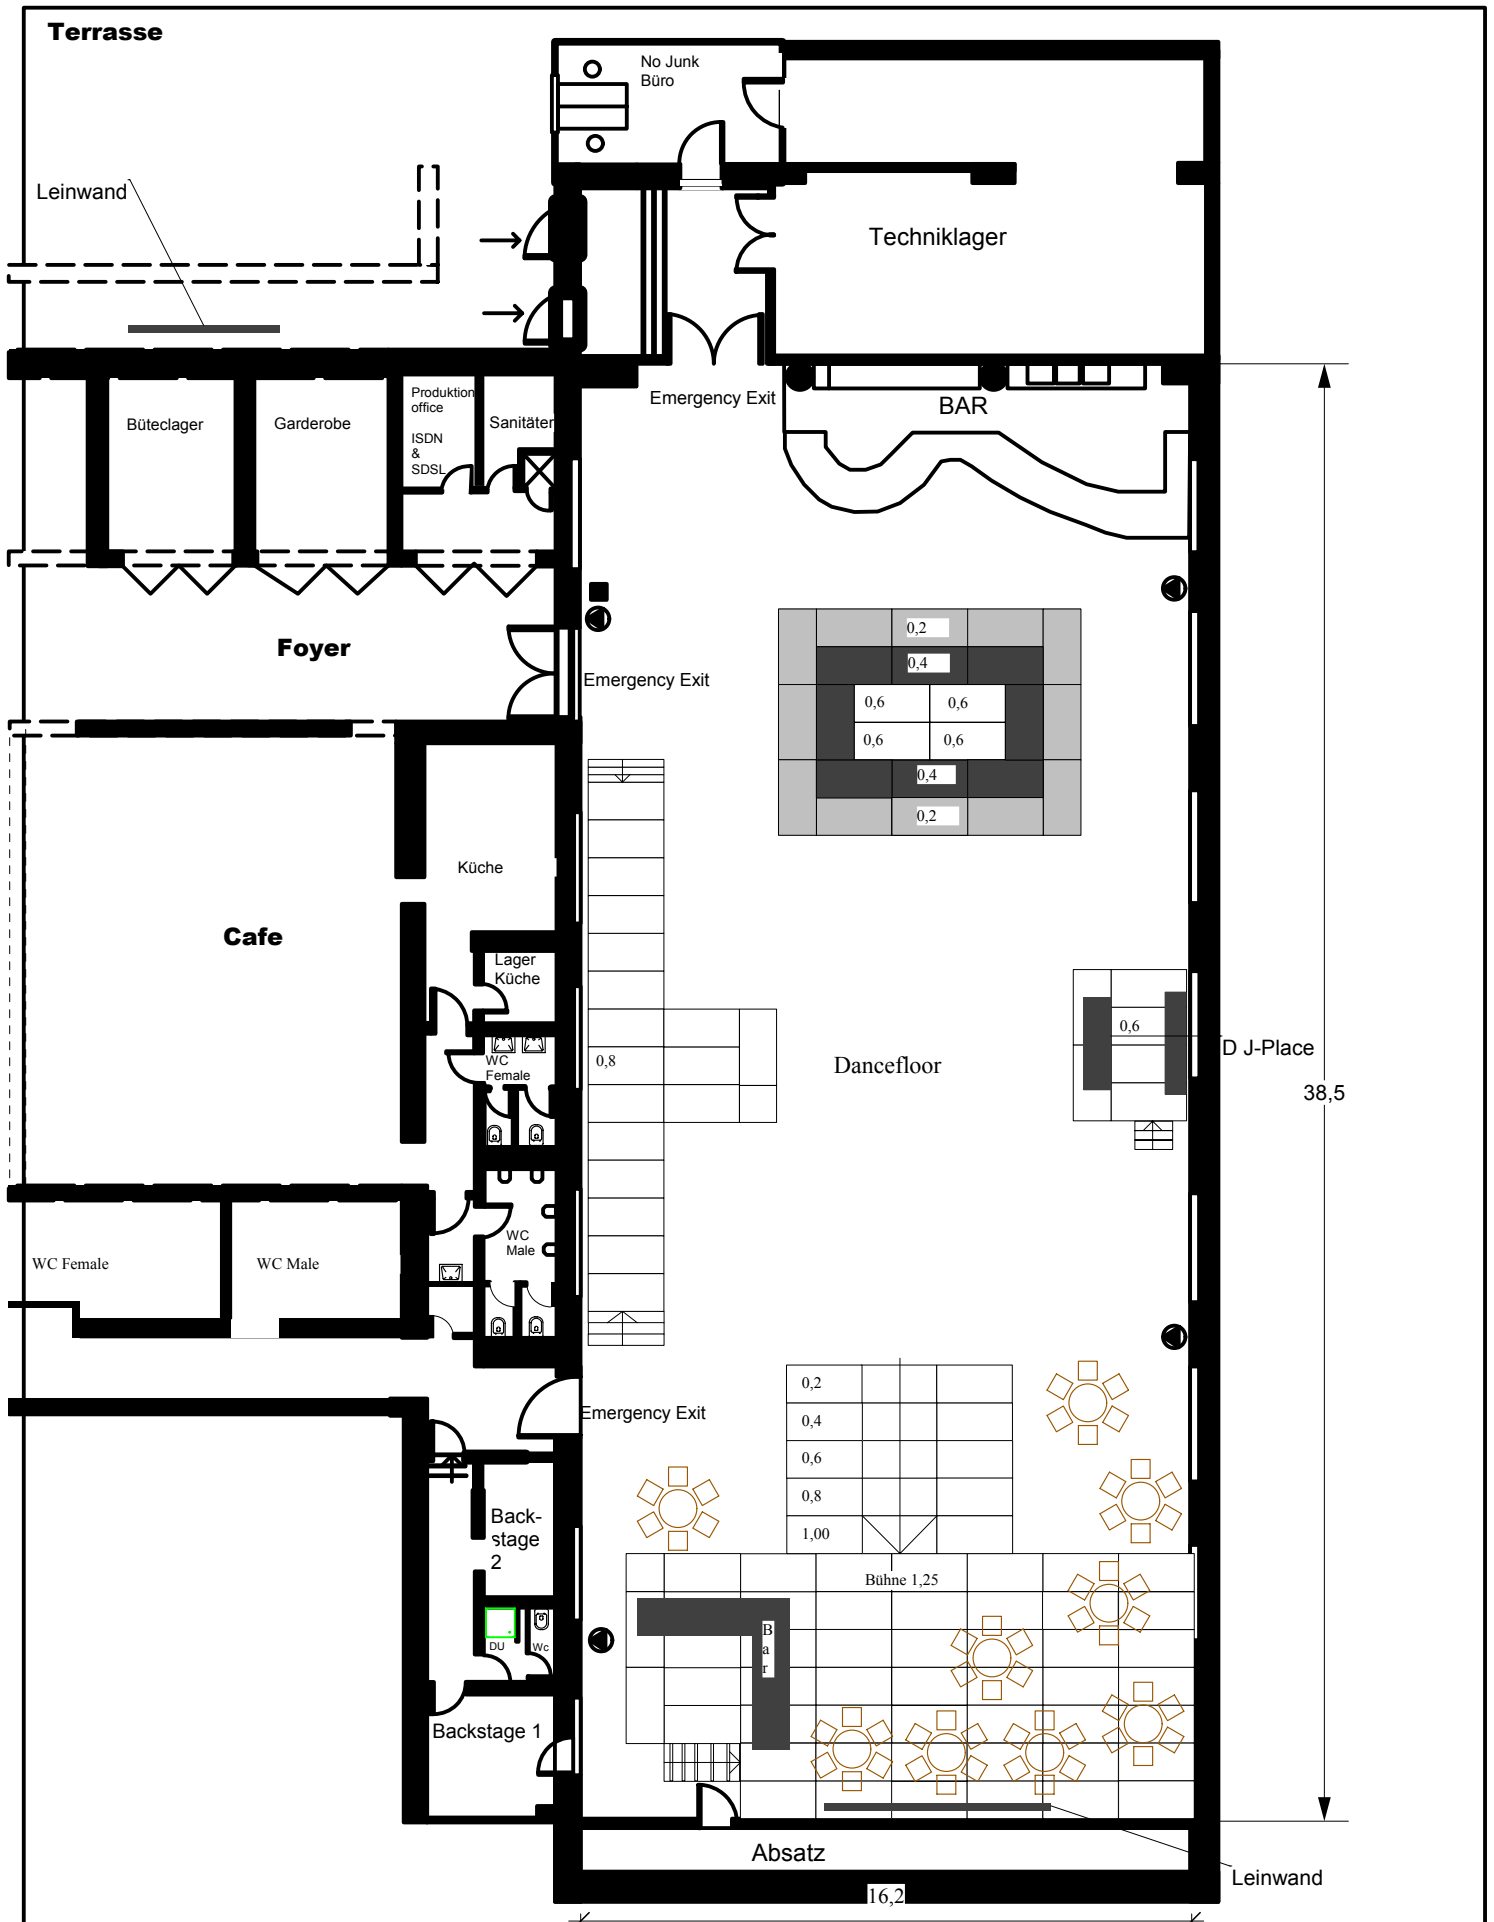 Terrasse
No Junk
Büro
Leinwand
Techniklager
Emergency Exit
BAR
Büteclager
Garderobe
Produktion
office
ISDN
&
SDSL
Sanitäter
Foyer
Emergency Exit
0,2
0,4
0,6
0,6
0,6
0,6
0,4
0,2
Küche
Cafe
Lager
Küche
WC
Female
0,8
Dancefloor
0,6
D J-Place
38,5
WC Female
WC Male
WC
Male
Emergency Exit
0,2
0,4
0,6
0,8
1,00
Back-
stage
2
Bühne 1,25
Bar
DU
Wc
Backstage 1
Absatz
Leinwand
16,2